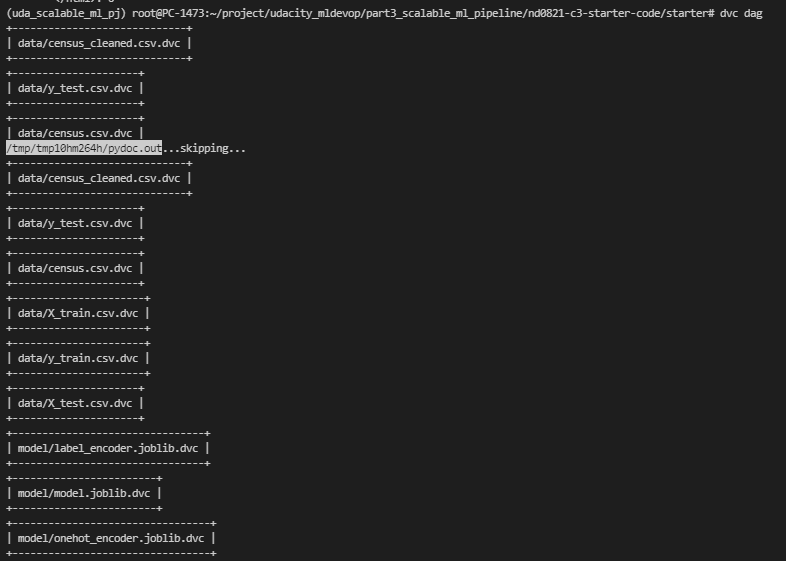 (uda_scalable_ml_pj) root@PC-1473:~/project/udacity_mldevop/part3_scalable_ml_pipeline/nd0821-c3-starter-code/starter# dvc dag
+-----------------------------+
| data/census_cleaned.csv.dvc |
+-----------------------------+
+---------------------+
| data/y_test.csv.dvc |
+---------------------+
+---------------------+
| data/census.csv.dvc |
/tmp/tmp10hm264h/pydoc.out...skipping...
+-----------------------------+
| data/census_cleaned.csv.dvc |
+-----------------------------+
+---------------------+
| data/y_test.csv.dvc |
+---------------------+
+---------------------+
| data/census.csv.dvc |
+---------------------+
+----------------------+
| data/X_train.csv.dvc |
+----------------------+
+----------------------+
| data/y_train.csv.dvc |
+----------------------+
+---------------------+
| data/X_test.csv.dvc |
+---------------------+
+--------------------------------+
| model/label_encoder.joblib.dvc |
+--------------------------------+
+------------------------+
| model/model.joblib.dvc |
+------------------------+
+---------------------------------+
| model/onehot_encoder.joblib.dvc |
+---------------------------------+